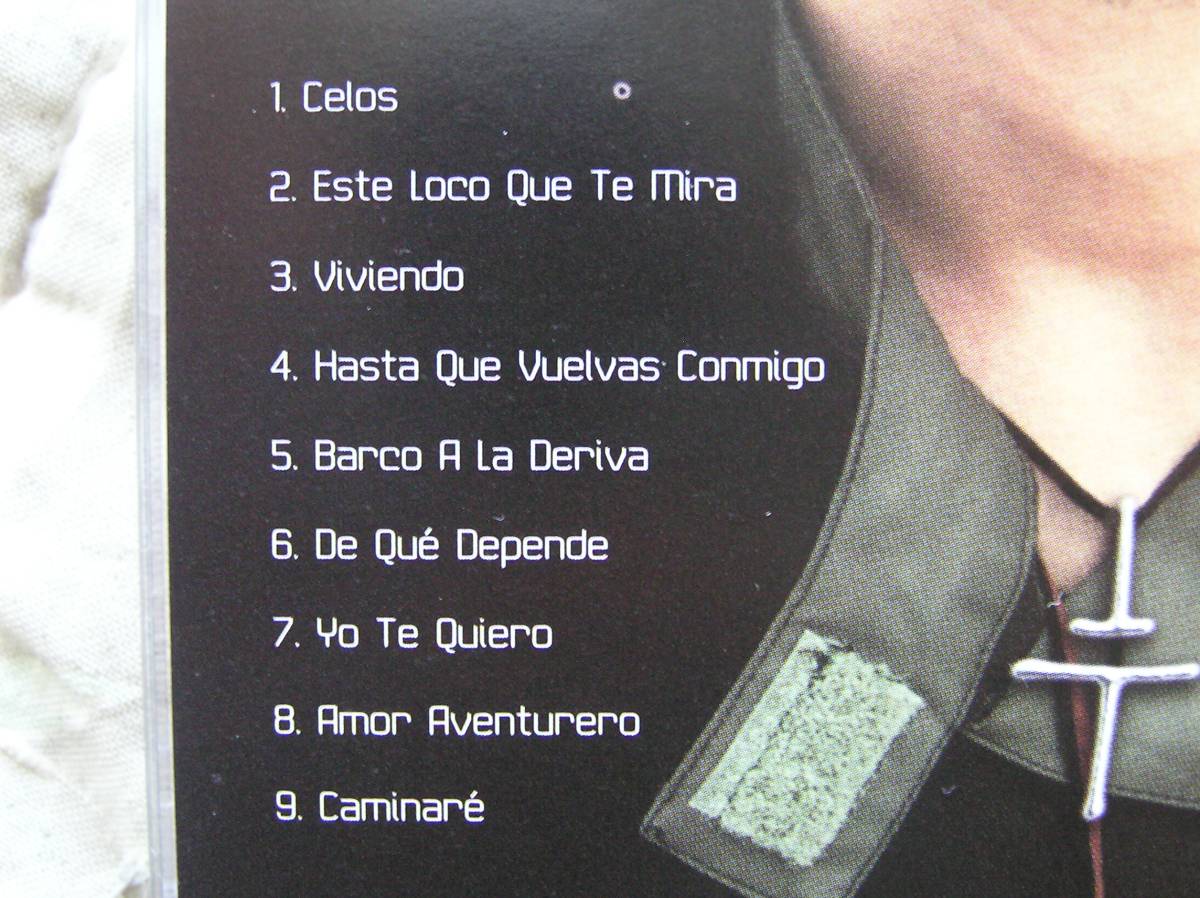 1. Celos
2. Este Loco Que Te Mira
3. Viviendo
4. Hasta Que Vuelvas Conmigo
5. Barco A La Deriva
6. De Qué Depende
7. Yo Te Quiero
8. Amor Aventurero
9. Caminaré